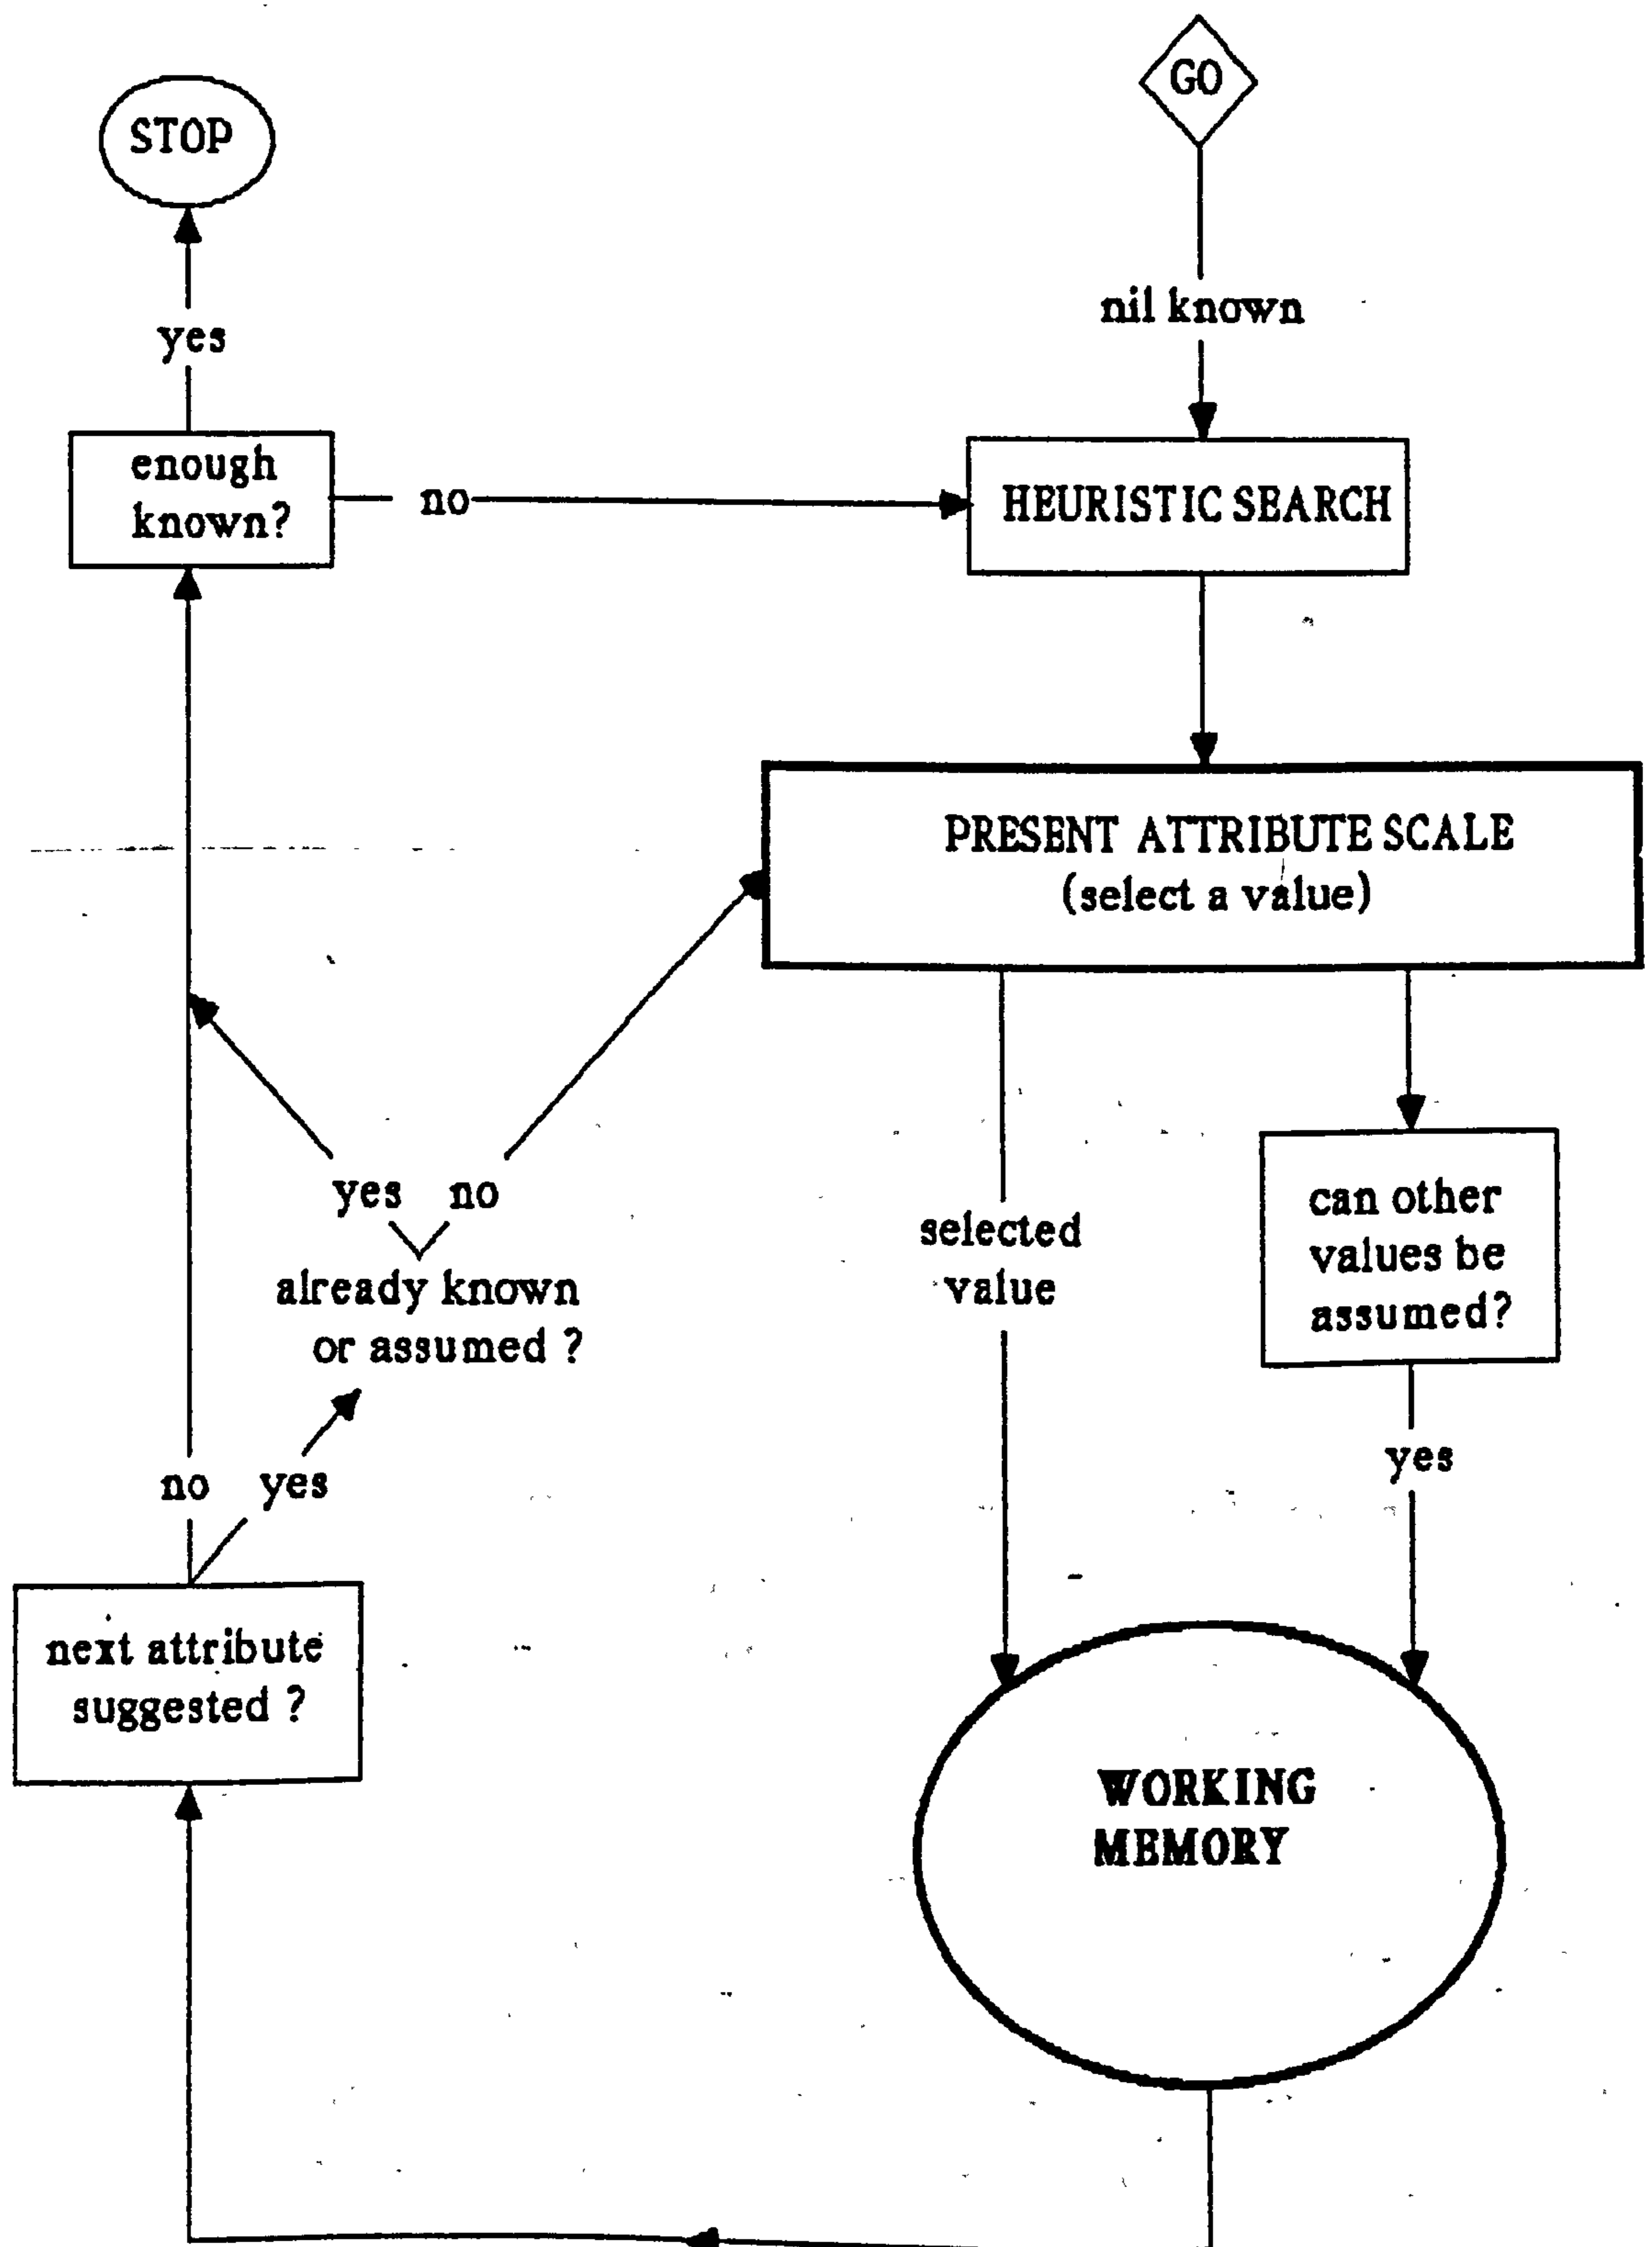 GO
STOP
nil known
yes
enough
known?
no
HEURISTIC SEARCH
PRESENT ATTRIBUTE SCALE
(select a value)
yes no
already known
or assumed ?
selected
value
can other
values be
assumed?
yes
no yes
next attribute
suggested ?
WORKING
MEMORY